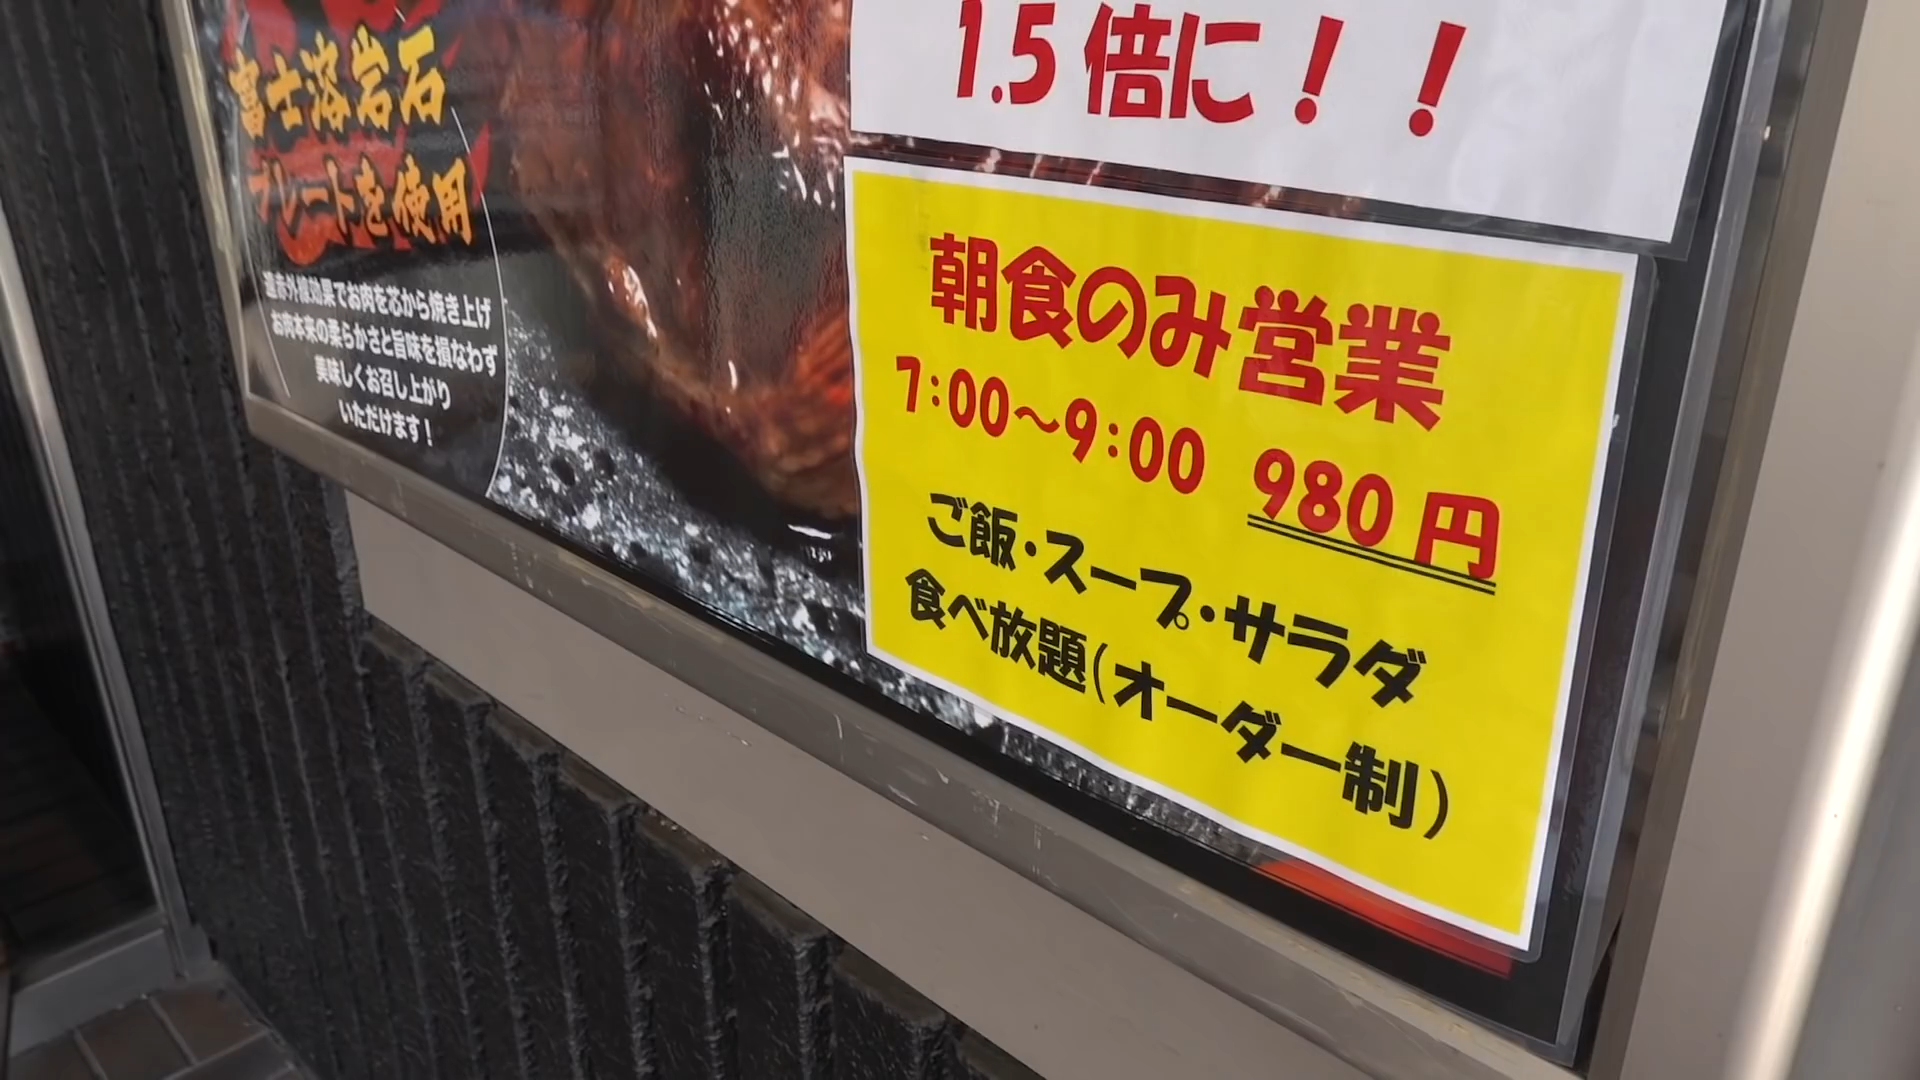 富士溶岩石
プレートを使用
遠赤外線効果でお肉を芯から焼き上げ
お肉本来の柔らかさと旨味を損なわず
美味しくお召し上がり
いただけます！
1.5倍に！！
朝食のみ営業
7:00～9:00 980円
ご飯・スープ・サラダ
食べ放題(オーダー制)